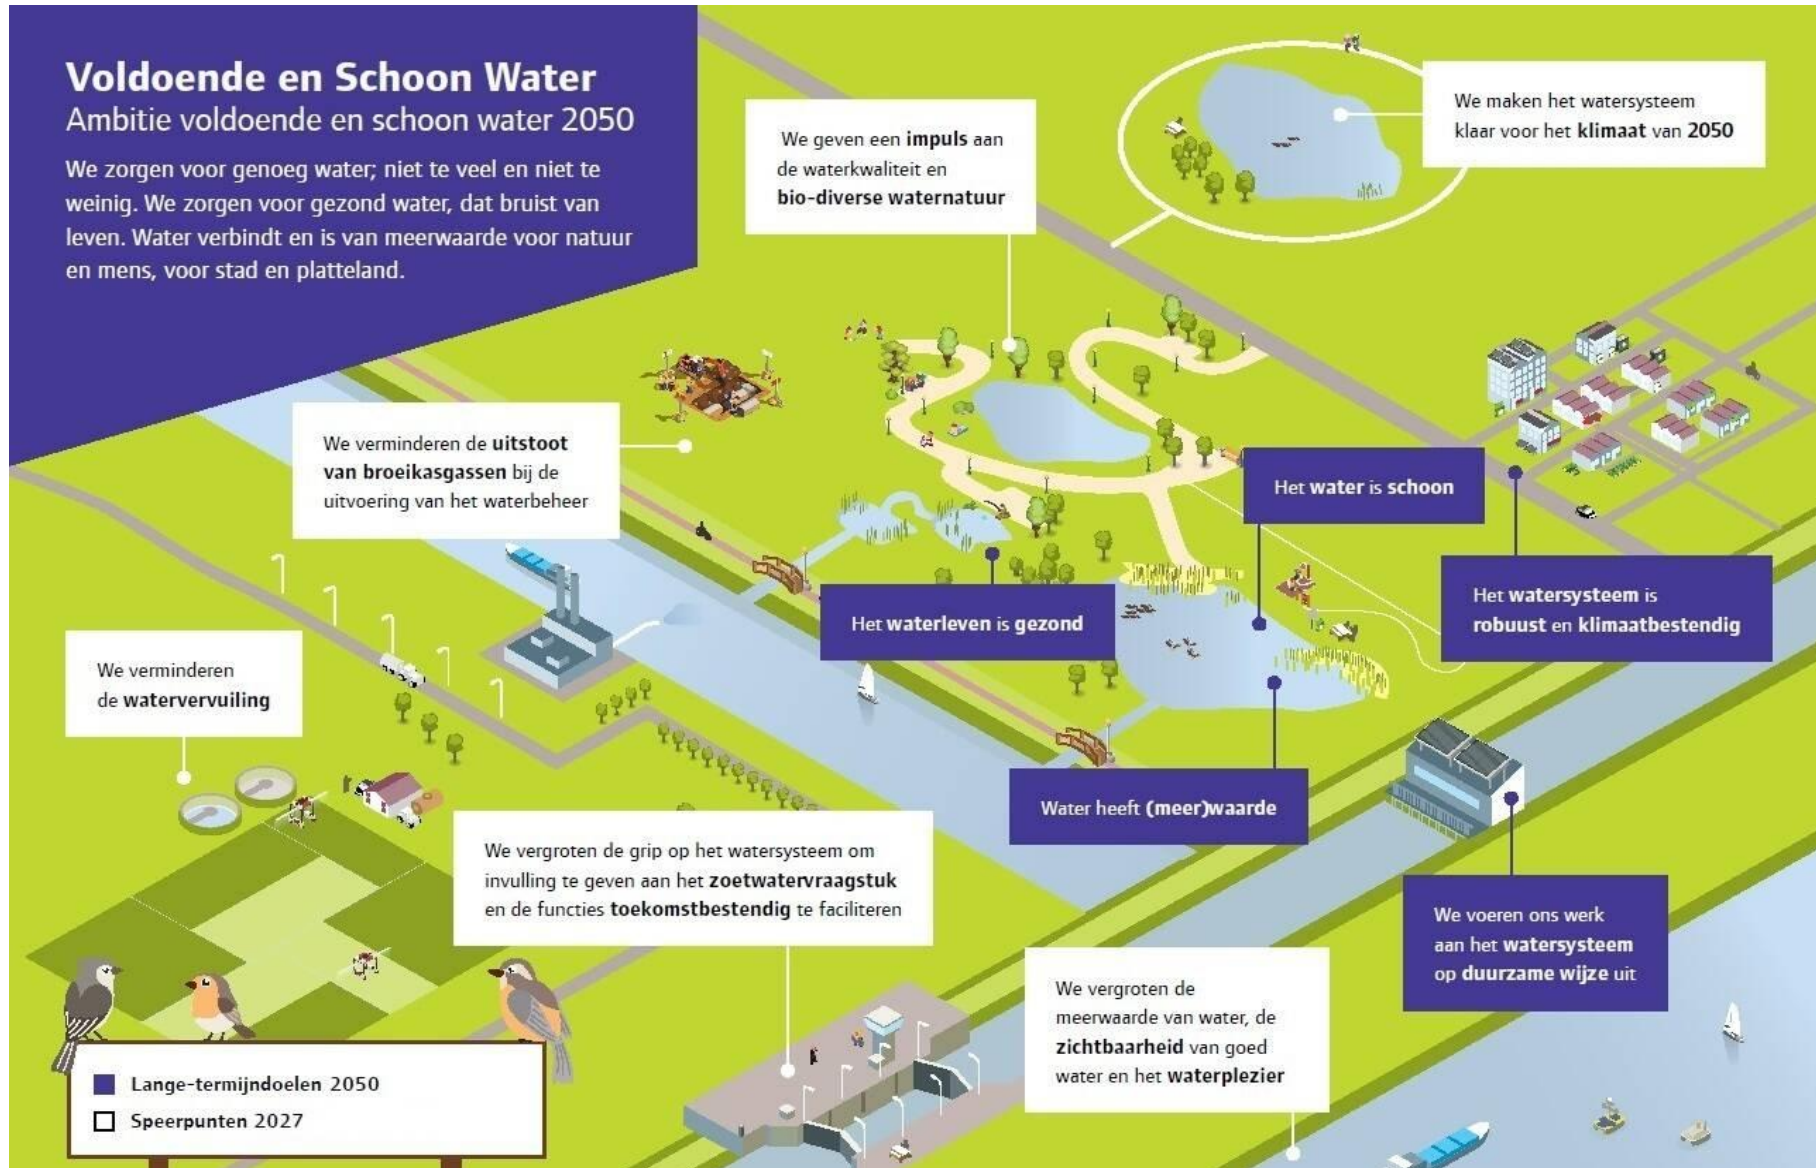 Voldoende en Schoon Water
Ambitie voldoende en schoon water 2050
We zorgen voor genoeg water; niet te veel en niet te
weinig. We zorgen voor gezond water, dat bruist van
leven. Water verbindt en is van meerwaarde voor natuur
en mens, voor stad en platteland.
We geven een impuls aan
de waterkwaliteit en
bio-diverse waternatuur
We maken het watersysteem
klaar voor het klimaat van 2050
We verminderen de uitstoot
van broeikasgassen bij de
uitvoering van het waterbeheer
Het water is schoon
Het watersysteem is
robuust en klimaatbestendig
Het waterleven is gezond
We verminderen
de watervervuiling
Water heeft (meer)waarde
We vergroten de grip op het watersysteem om
invulling te geven aan het zoetwatervraagstuk
en de functies toekomstbestendig te faciliteren
We voeren ons werk
aan het watersysteem
op duurzame wijze uit
We vergroten de
meerwaarde van water, de
zichtbaarheid van goed
water en het waterplezier
Lange-termijndoelen 2050
Speerpunten 2027